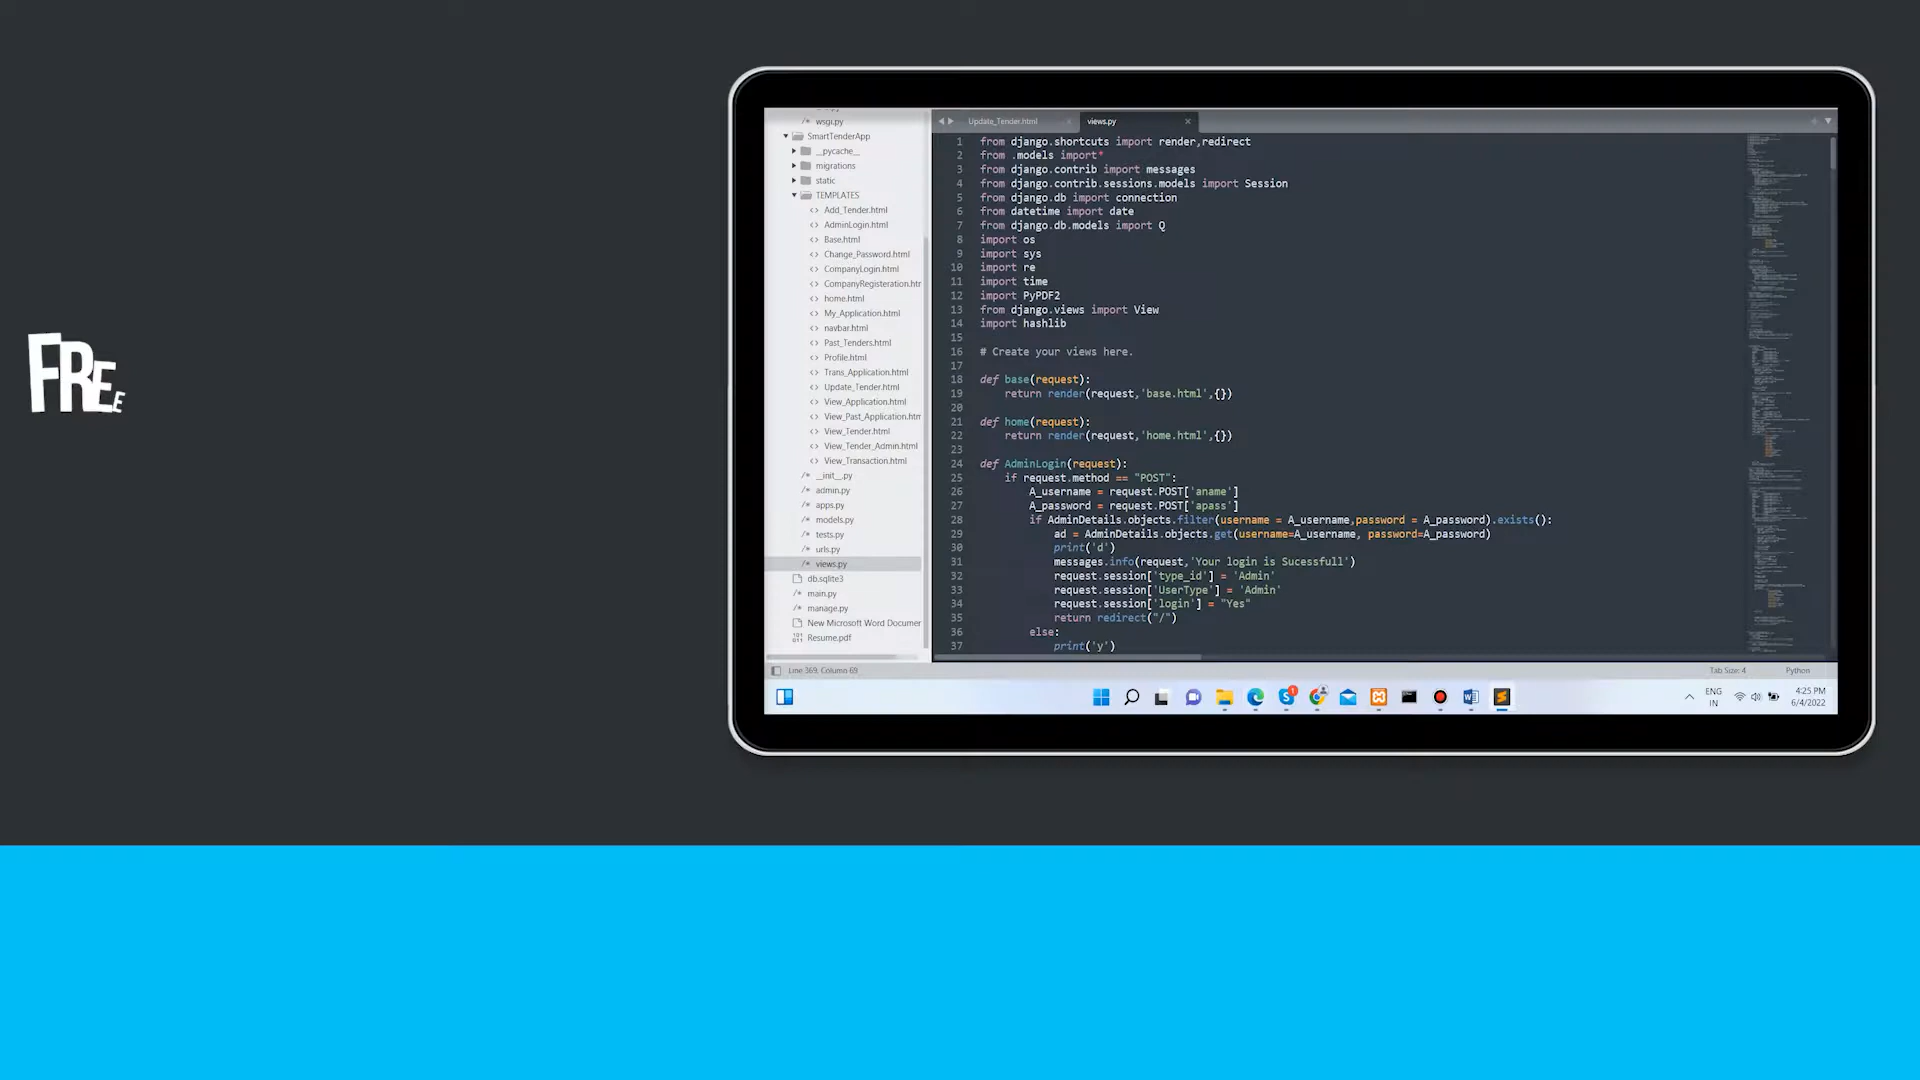 FREE
wsgi.py
SmartTenderApp
__pycache__
migrations
static
TEMPLATES
Add_Tender.html
AdminLogin.html
Base.html
Change_Password.html
CompanyLogin.html
CompanyRegisteration.htr
home.html
My_Application.html
navbar.html
Past_Tenders.html
Profile.html
Trans_Application.html
Update_Tender.html
View_Application.html
View_Past_Application.htm
View_Tender.html
View_Tender_Admin.html
View_Transaction.html
__init__.py
admin.py
apps.py
models.py
tests.py
urls.py
views.py
db.sqlite3
main.py
manage.py
New Microsoft Word Documen
Resume.pdf
Update_Tender.html
views.py
1 from django.shortcuts import render,redirect
2 from .models import*
3 from django.contrib import messages
4 from django.contrib.sessions.models import Session
5 from django.db import connection
6 from datetime import date
7 from django.db.models import Q
8 import os
9 import sys
10 import re
11 import time
12 import PyPDF2
13 from django.views import View
14 import hashlib
15
16 # Create your views here.
17
18 def base(request):
19 return render(request,'base.html',{})
20
21 def home(request):
22 return render(request,'home.html',{})
23
24 def AdminLogin(request):
25 if request.method == "POST":
26 A_username = request.POST['aname']
27 A_password = request.POST['apass']
28 if AdminDetails.objects.filter(username = A_username,password = A_password).exists():
29 ad = AdminDetails.objects.get(username=A_username, password=A_password)
30 print('d')
31 messages.info(request,'Your login is Sucessfull')
32 request.session['type_id'] = 'Admin'
33 request.session['UserType'] = 'Admin'
34 request.session['login'] = "Yes"
35 return redirect("/")
36 else:
37 print('y')
Line 369, Column 69
Tab Size: 4
Python
ENG
IN
4:25 PM
6/4/2022